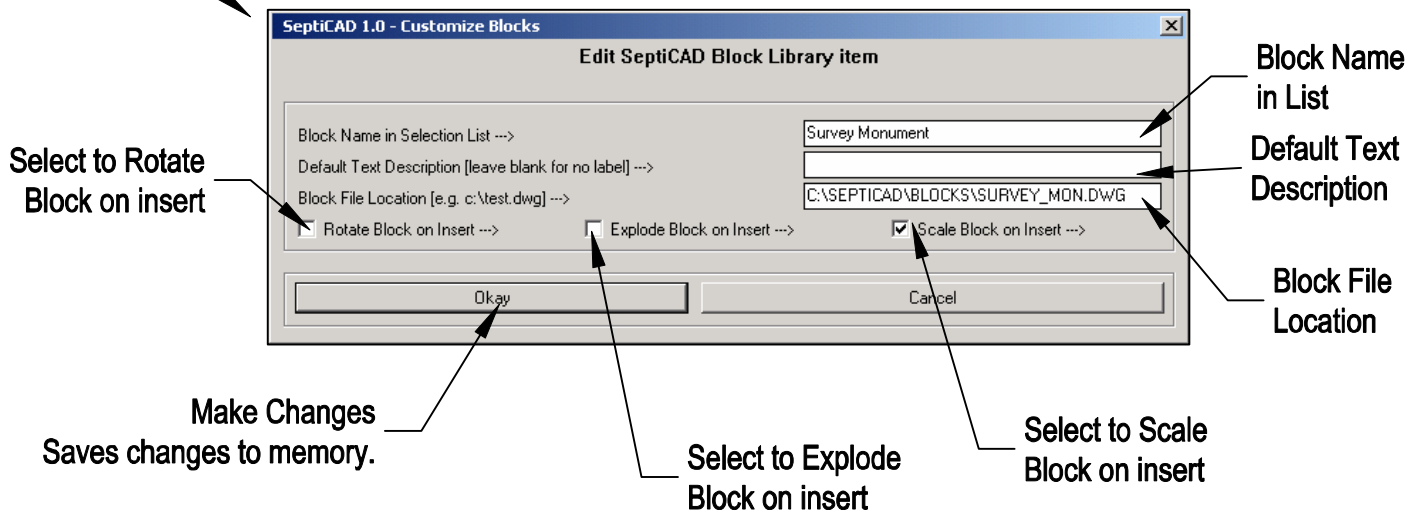 SeptiCAD 1.0 - Customize Blocks
Edit SeptiCAD Block Library item
Block Name in Selection List --->
Survey Monument
Default Text Description [leave blank for no label] --->
Block File Location [e.g. c:\test.dwg] --->
C:\SEPTICAD\BLOCKS\SURVEY_MON.DWG
Rotate Block on Insert --->
Explode Block on Insert --->
Scale Block on Insert --->
Okay
Cancel
Block Name
in List
Default Text
Description
Block File
Location
Select to Rotate
Block on insert
Make Changes
Saves changes to memory.
Select to Explode
Block on insert
Select to Scale
Block on insert